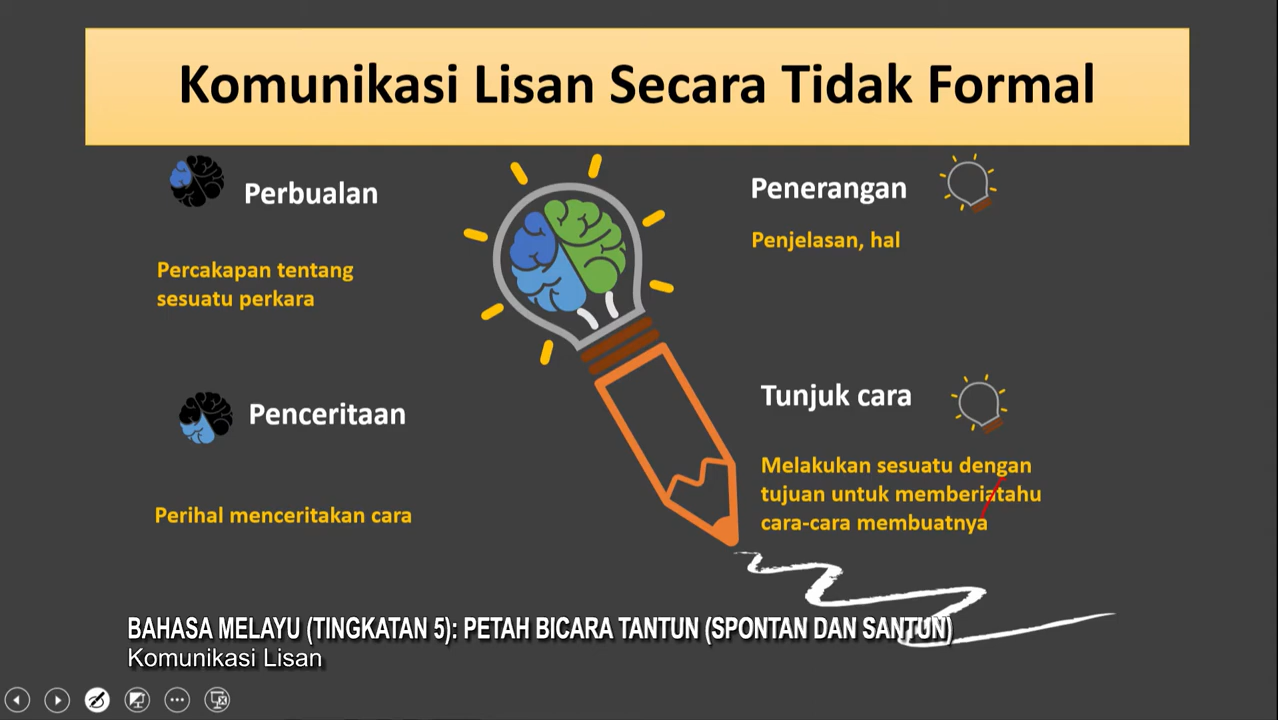 Komunikasi Lisan Secara Tidak Formal
Perbualan
Percakapan tentang
sesuatu perkara
Penerangan
Penjelasan, hal
Penceritaan
Perihal menceritakan cara
Tunjuk cara
Melakukan sesuatu dengan
tujuan untuk memberiatahu
cara-cara membuatnya
BAHASA MELAYU (TINGKATAN 5): PETAH BICARA TANTUN (SPONTAN DAN SANTUN)
Komunikasi Lisan